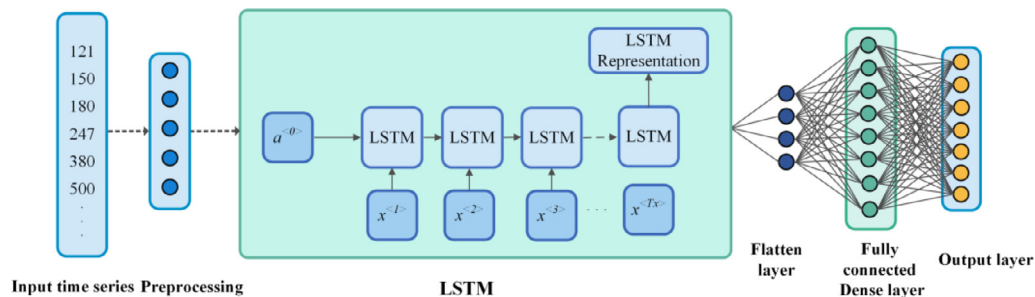 121
150
180
247
380
500
.
.
.
Input time series
Preprocessing
a<0>
LSTM
LSTM
LSTM
LSTM
LSTM
Representation
x<1>
x<2>
x<3>
. . .
x<Tx>
LSTM
Flatten
layer
Fully
connected
Dense layer
Output layer